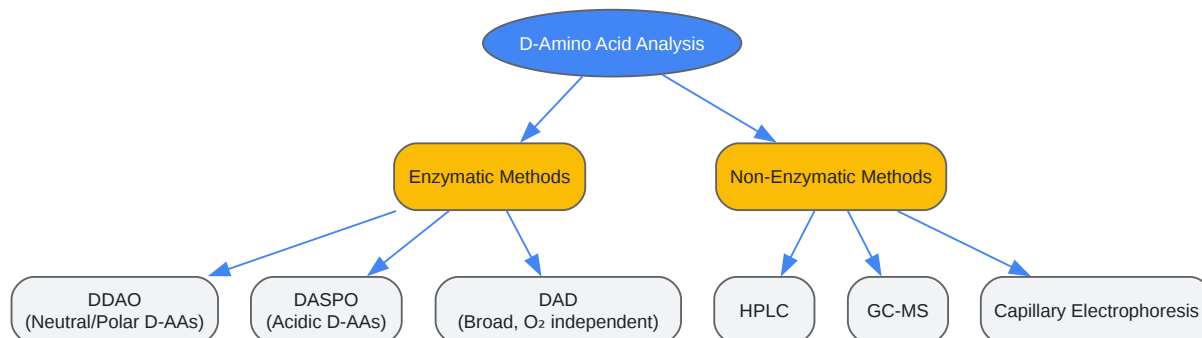 D-Amino Acid Analysis
Enzymatic Methods
Non-Enzymatic Methods
DDAO
(Neutral/Polar D-AAs)
DASPO
(Acidic D-AAs)
DAD
(Broad, O₂ independent)
HPLC
GC-MS
Capillary Electrophoresis